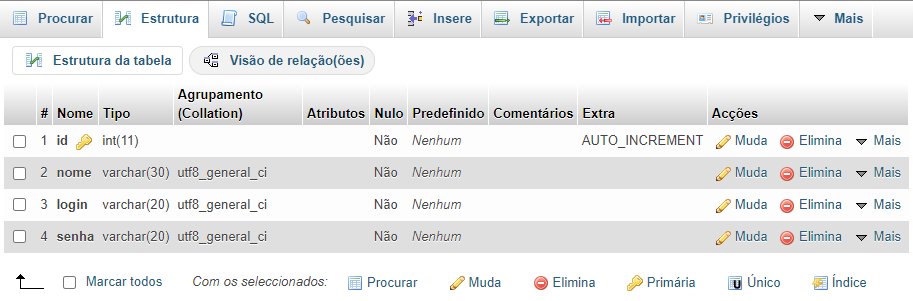 Procurar Estrutura SQL Pesquisar Insere Exportar Importar Privilégios Mais
Estrutura da tabela Visão de relação(ões)
# Nome Tipo Agrupamento (Collation) Atributos Nulo Predefinido Comentários Extra Acções
1 id int(11) Não Nenhum AUTO_INCREMENT Muda Elimina Mais
2 nome varchar(30) utf8_general_ci Não Nenhum Muda Elimina Mais
3 login varchar(20) utf8_general_ci Não Nenhum Muda Elimina Mais
4 senha varchar(20) utf8_general_ci Não Nenhum Muda Elimina Mais
Marcar todos Com os seleccionados: Procurar Muda Elimina Primária Único Índice